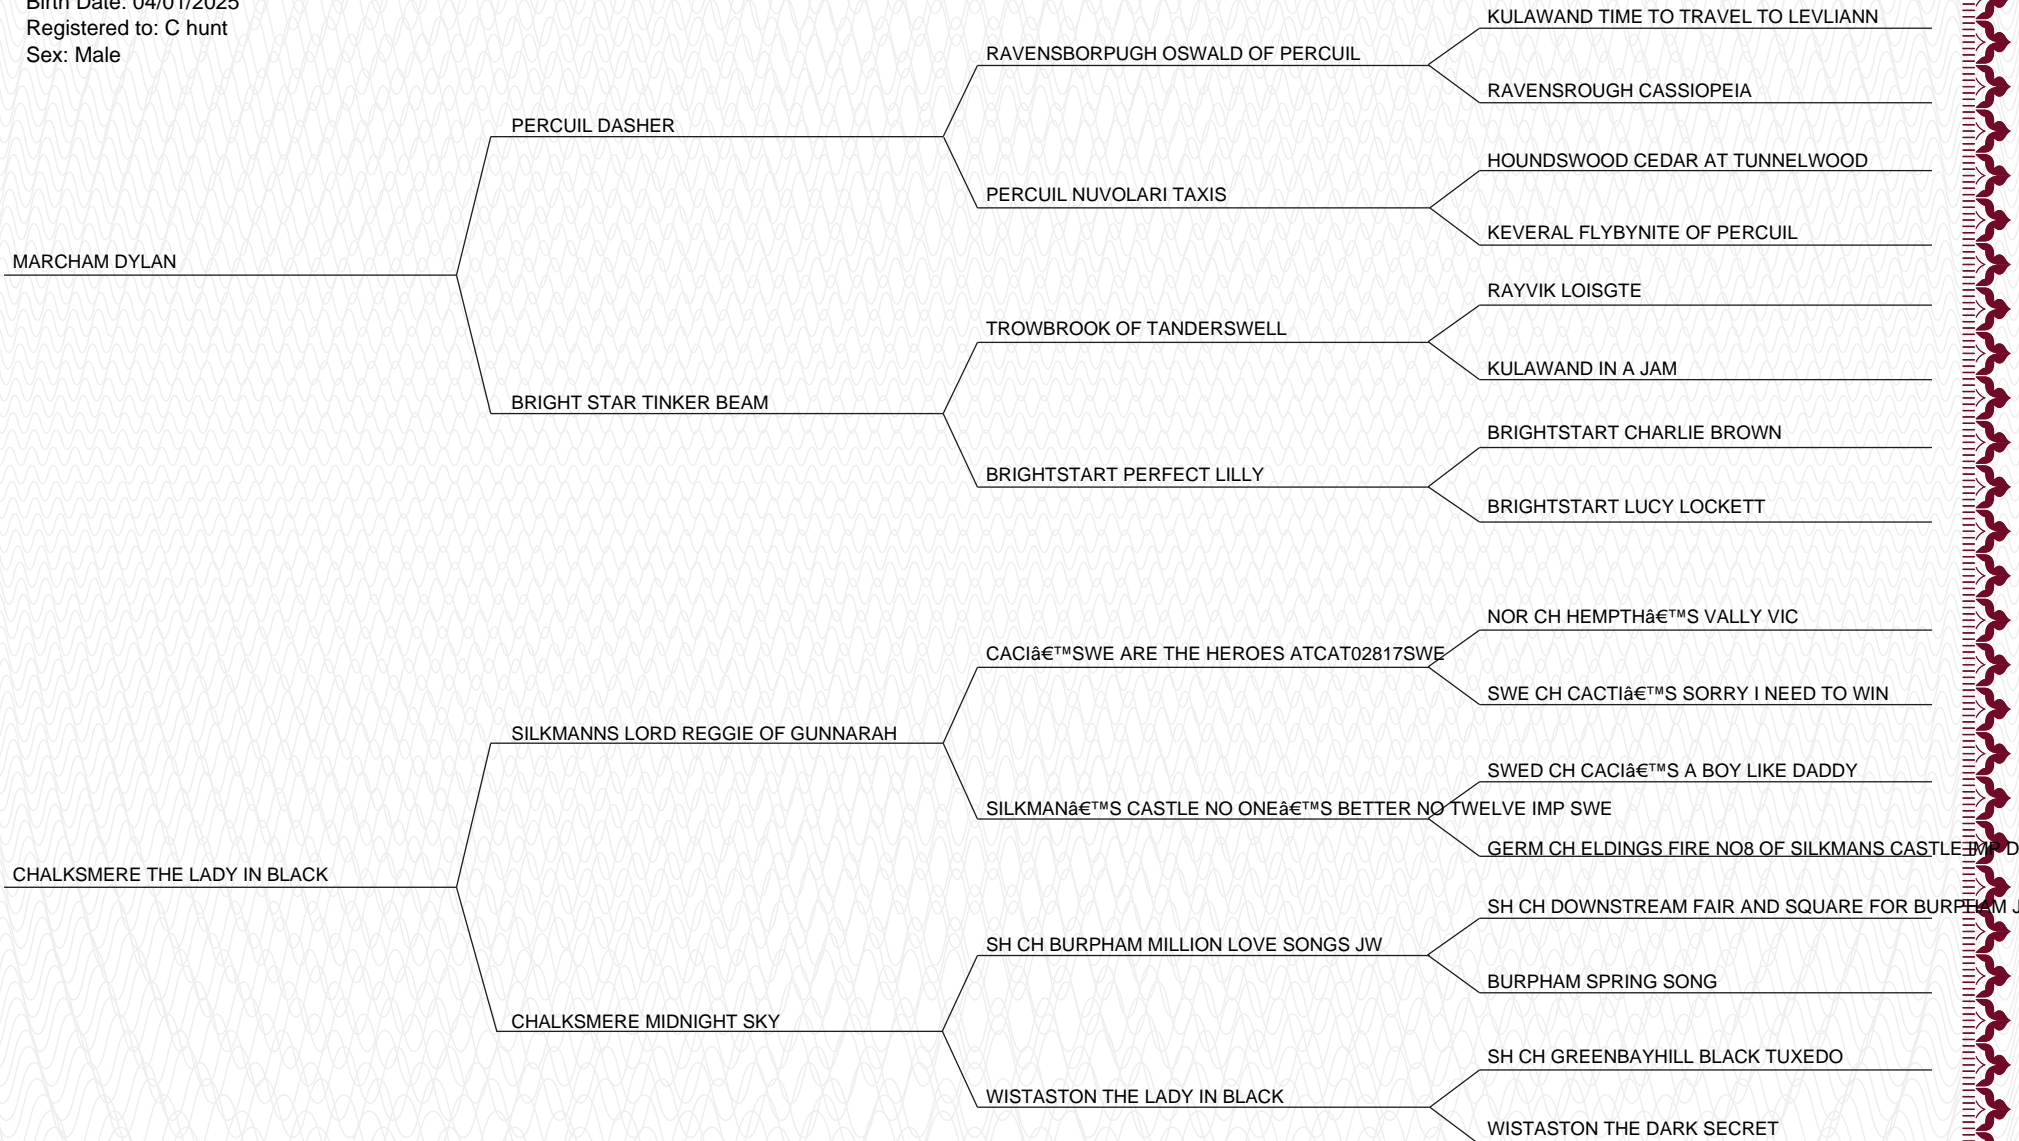 Birth Date: 04/01/2025
Registered to: C hunt
Sex: Male
KULAWAND TIME TO TRAVEL TO LEVLIANN
RAVENSBORPUGH OSWALD OF PERCUIL
RAVENSROUGH CASSIOPEIA
PERCUIL DASHER
HOUNDSWOOD CEDAR AT TUNNELWOOD
PERCUIL NUVOLARI TAXIS
KEVERAL FLYBYNITE OF PERCUIL
MARCHAM DYLAN
RAYVIK LOISGTE
TROWBROOK OF TANDERSWELL
KULAWAND IN A JAM
BRIGHT STAR TINKER BEAM
BRIGHTSTART CHARLIE BROWN
BRIGHTSTART PERFECT LILLY
BRIGHTSTART LUCY LOCKETT
NOR CH HEMPTHâ€™S VALLY VIC
CACIâ€™SWE ARE THE HEROES ATCAT02817SWE
SWE CH CACTIâ€™S SORRY I NEED TO WIN
SILKMANNS LORD REGGIE OF GUNNARAH
SWED CH CACIâ€™S A BOY LIKE DADDY
SILKMANâ€™S CASTLE NO ONEâ€™S BETTER NO TWELVE IMP SWE
GERM CH ELDINGS FIRE NO8 OF SILKMANS CASTLE IMP D
CHALKSMERE THE LADY IN BLACK
SH CH DOWNSTREAM FAIR AND SQUARE FOR BURPHAM J
SH CH BURPHAM MILLION LOVE SONGS JW
BURPHAM SPRING SONG
CHALKSMERE MIDNIGHT SKY
SH CH GREENBAYHILL BLACK TUXEDO
WISTASTON THE LADY IN BLACK
WISTASTON THE DARK SECRET